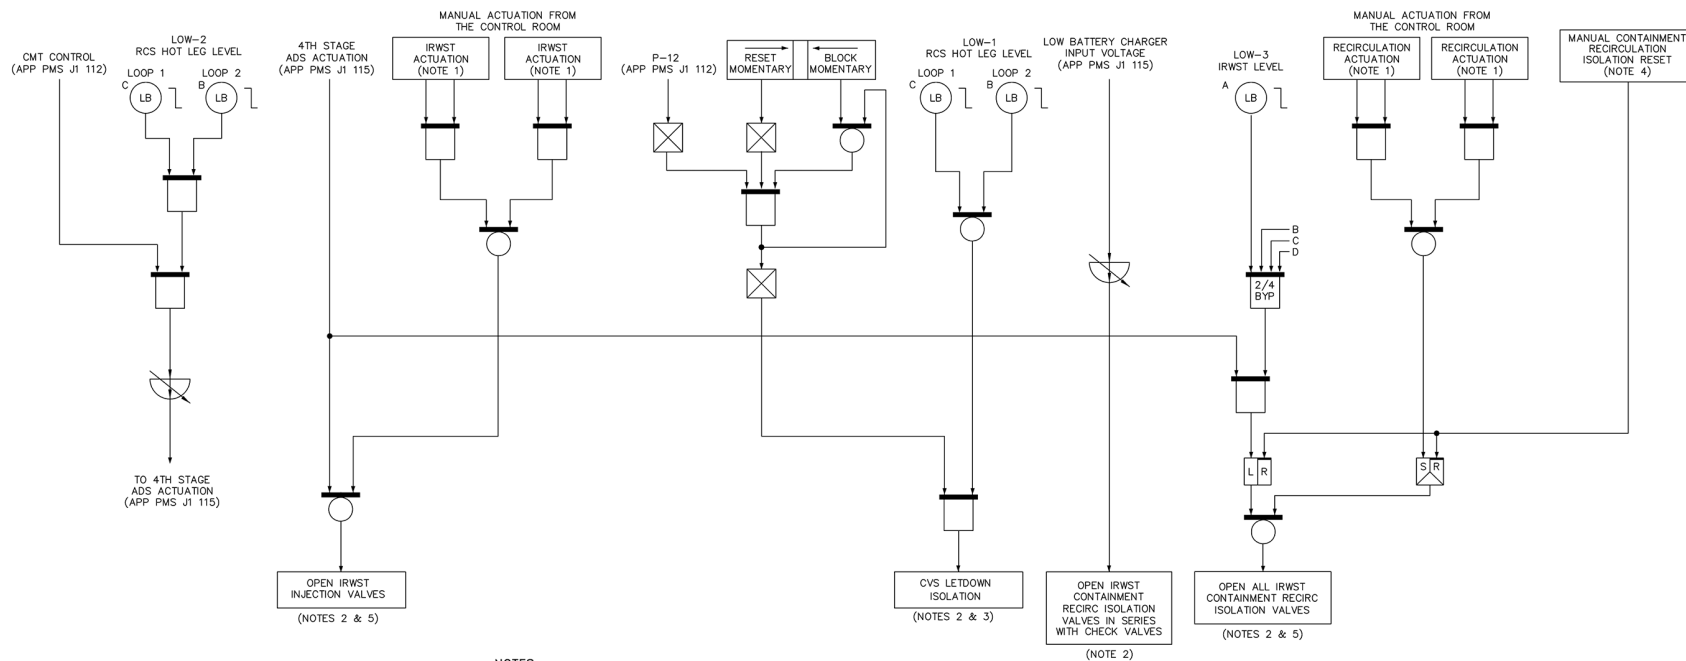 CMT CONTROL
(APP PMS J1 112)
LOW-2
RCS HOT LEG LEVEL
LOOP 1
LOOP 2
C
LB
B
LB
4TH STAGE
ADS ACTUATION
(APP PMS J1 115)
MANUAL ACTUATION FROM
THE CONTROL ROOM
IRWST
ACTUATION
(NOTE 1)
IRWST
ACTUATION
(NOTE 1)
P-12
(APP PMS J1 112)
RESET
MOMENTARY
BLOCK
MOMENTARY
LOW-1
RCS HOT LEG LEVEL
LOOP 1
LOOP 2
C
LB
B
LB
LOW BATTERY CHARGER
INPUT VOLTAGE
(APP PMS J1 115)
LOW-3
IRWST LEVEL
A
LB
MANUAL ACTUATION FROM
THE CONTROL ROOM
RECIRCULATION
ACTUATION
(NOTE 1)
RECIRCULATION
ACTUATION
(NOTE 1)
MANUAL CONTAINMENT
RECIRCULATION
ISOLATION RESET
(NOTE 4)
B
C
D
2/4
BYP
L R
S R
TO 4TH STAGE
ADS ACTUATION
(APP PMS J1 115)
OPEN IRWST
INJECTION VALVES
(NOTES 2 & 5)
CVS LETDOWN
ISOLATION
(NOTES 2 & 3)
OPEN IRWST
CONTAINMENT
RECIRC ISOLATION
VALVES IN SERIES
WITH CHECK VALVES
(NOTE 2)
OPEN ALL IRWST
CONTAINMENT RECIRC
ISOLATION VALVES
(NOTES 2 & 5)
NOTES